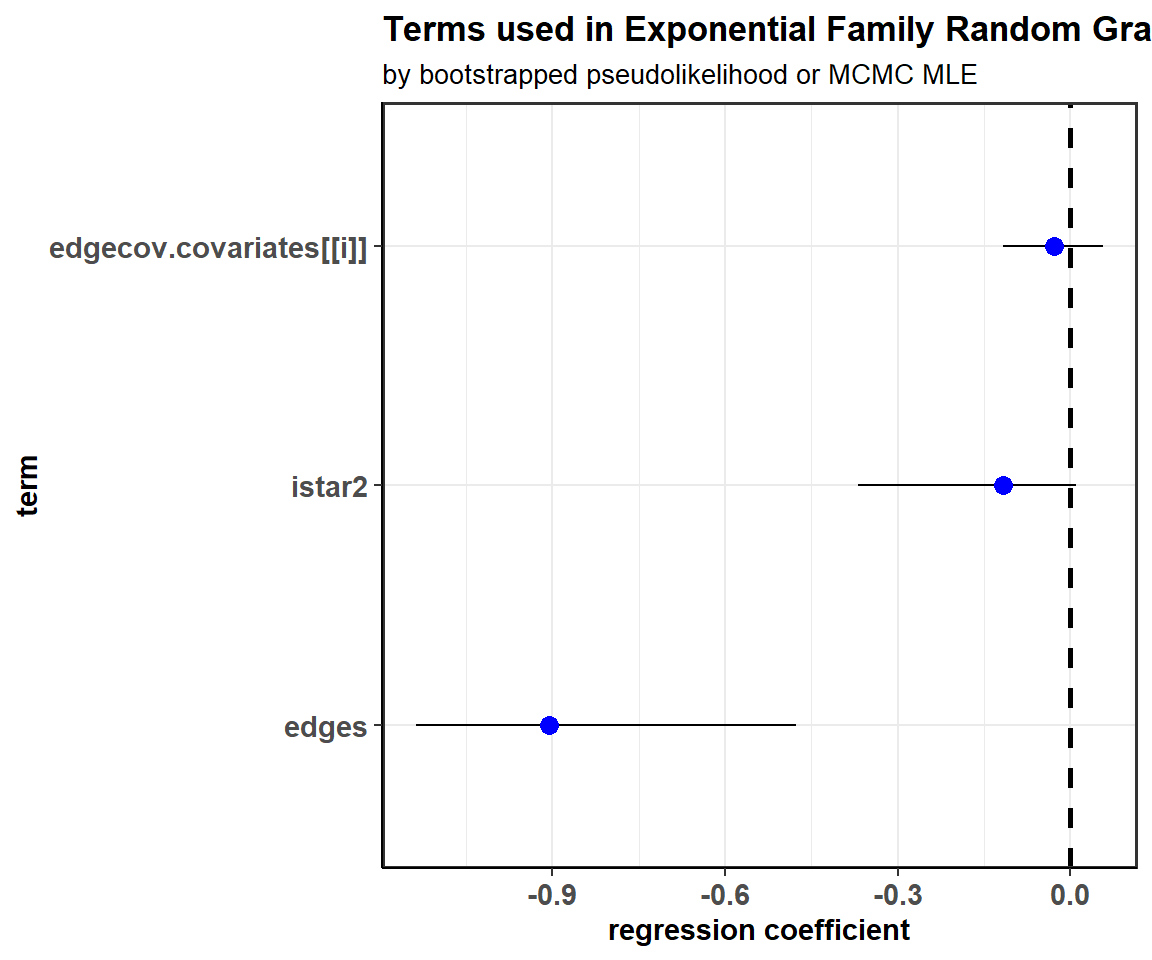 Terms used in Exponential Family Random Gra
by bootstrapped pseudolikelihood or MCMC MLE
edgecov.covariates[[i]]
istar2
edges
term
-0.9 -0.6 -0.3 0.0
regression coefficient